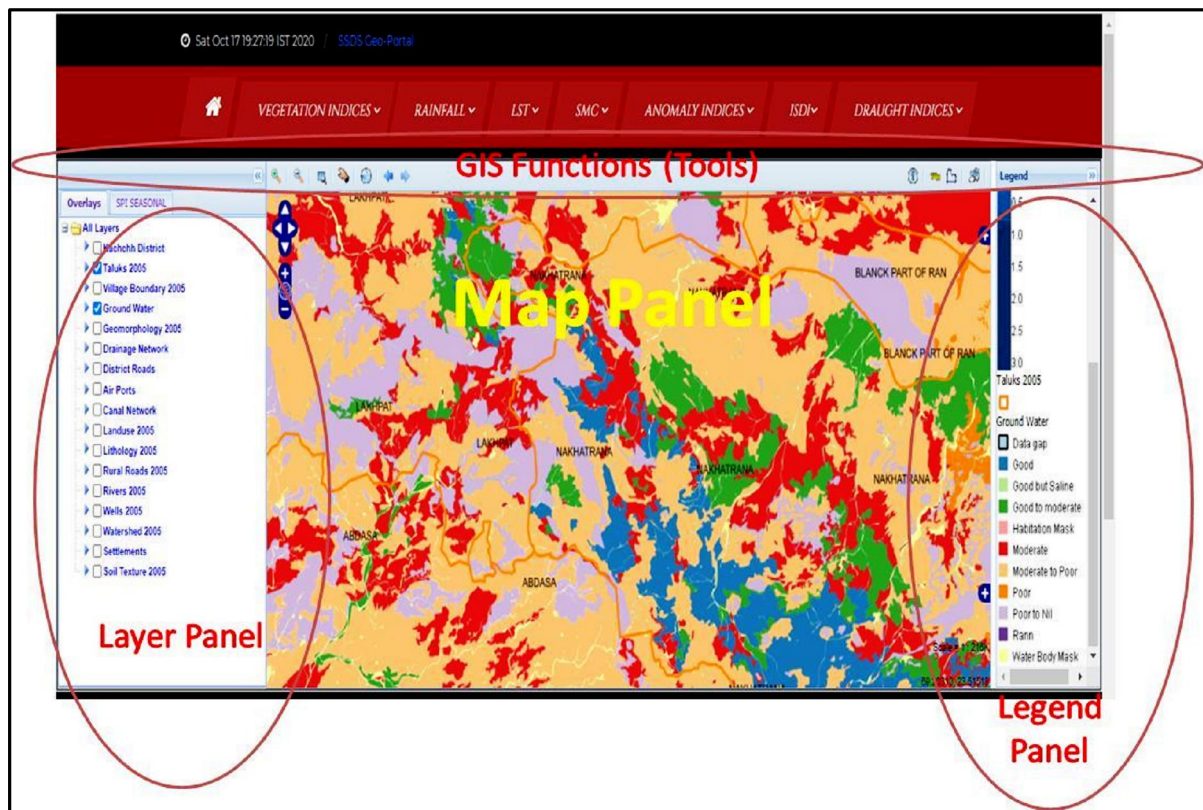 Sat Oct 17 19:27:19 IST 2020 / SSDS Geo-Portal
VEGETATION INDICES RAINFALL LST SMC ANOMALY INDICES ISDI DRAUGHT INDICES
GIS Functions (Tools)
Legend
Overlays SPI SEASONAL
All Layers
Kachchh District
Taluks 2005
Village Boundary 2005
Ground Water
Geomorphology 2005
Drainage Network
District Roads
Air Ports
Canal Network
Landuse 2005
Lithology 2005
Rural Roads 2005
Rivers 2005
Wells 2005
Watershed 2005
Settlements
Soil Texture 2005
Layer Panel
LAKHPAT
NAKHATRANA
BLANCK PART OF RAN
NAKHATRANA
Map Panel
BLANCK PART OF RAN
LAKHPAT
LAKHPAT
NAKHATRANA
NAKHATRANA
NAKHATRANA
ABDASA
ABDASA
0.5
1.0
1.5
2.0
2.5
3.0
Taluks 2005
Ground Water
Data gap
Good
Good but Saline
Good to moderate
Habitation Mask
Moderate
Moderate to Poor
Poor
Poor to Nil
Rann
Water Body Mask
Legend
Panel